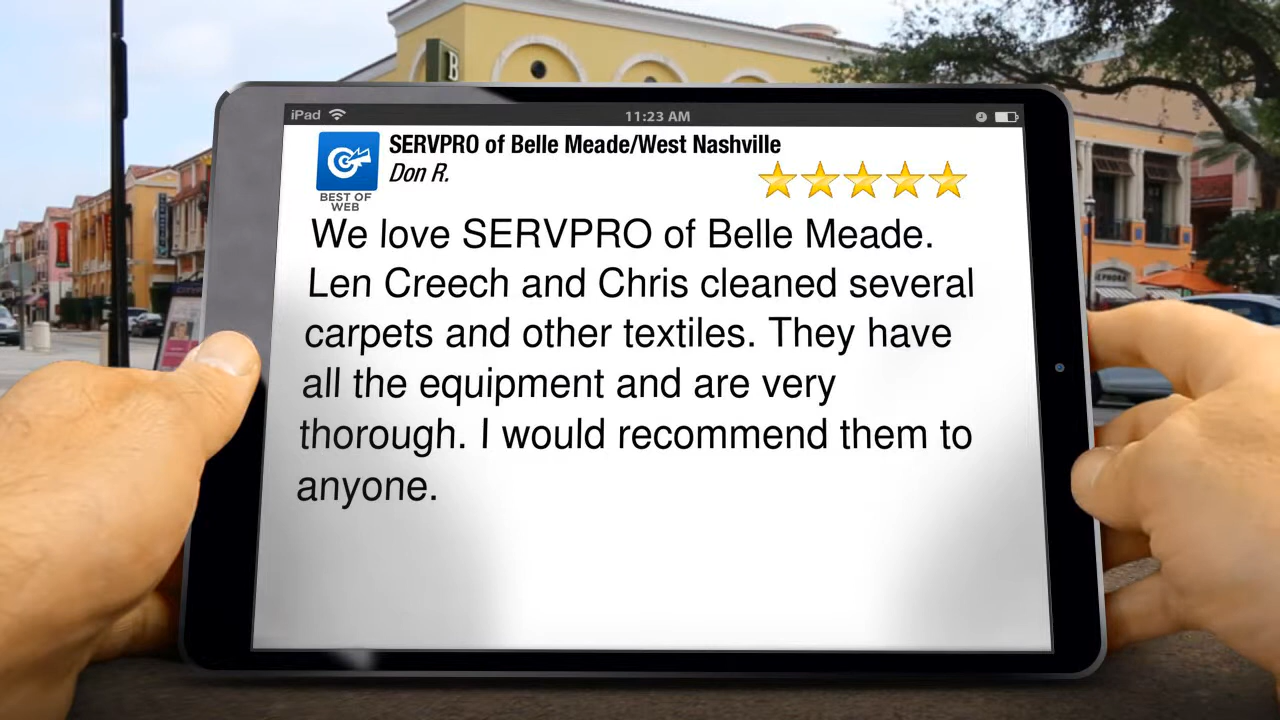 iPad 11:23 AM
SERVPRO of Belle Meade/West Nashville
Don R.
BEST OF
WEB
We love SERVPRO of Belle Meade.
Len Creech and Chris cleaned several
carpets and other textiles. They have
all the equipment and are very
thorough. I would recommend them to
anyone.
B
SEPHORA